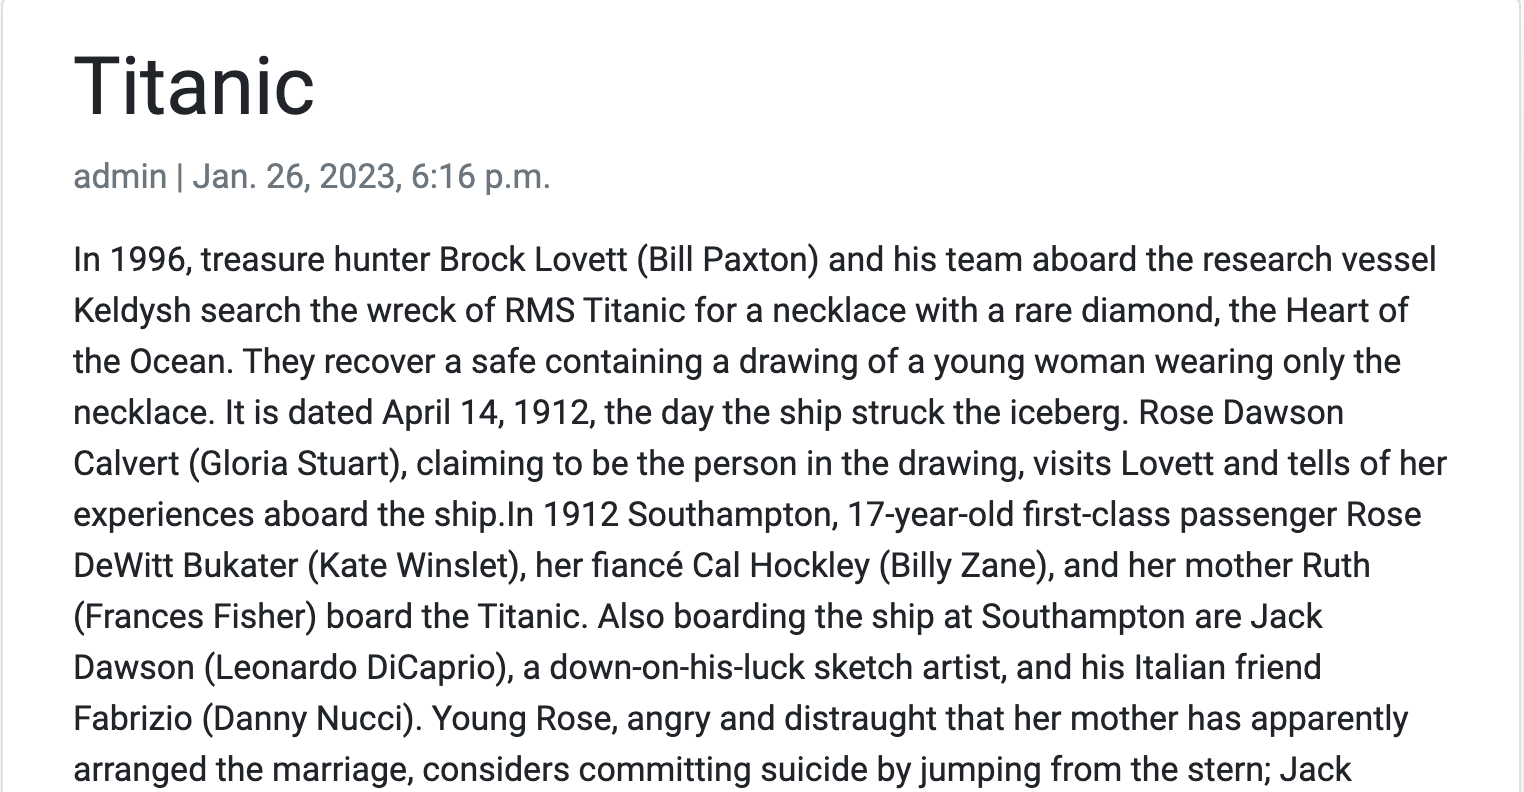 Titanic
admin | Jan. 26, 2023, 6:16 p.m.
In 1996, treasure hunter Brock Lovett (Bill Paxton) and his team aboard the research vessel
Keldysh search the wreck of RMS Titanic for a necklace with a rare diamond, the Heart of
the Ocean. They recover a safe containing a drawing of a young woman wearing only the
necklace. It is dated April 14, 1912, the day the ship struck the iceberg. Rose Dawson
Calvert (Gloria Stuart), claiming to be the person in the drawing, visits Lovett and tells of her
experiences aboard the ship.In 1912 Southampton, 17-year-old first-class passenger Rose
DeWitt Bukater (Kate Winslet), her fiancé Cal Hockley (Billy Zane), and her mother Ruth
(Frances Fisher) board the Titanic. Also boarding the ship at Southampton are Jack
Dawson (Leonardo DiCaprio), a down-on-his-luck sketch artist, and his Italian friend
Fabrizio (Danny Nucci). Young Rose, angry and distraught that her mother has apparently
arranged the marriage, considers committing suicide by jumping from the stern; Jack